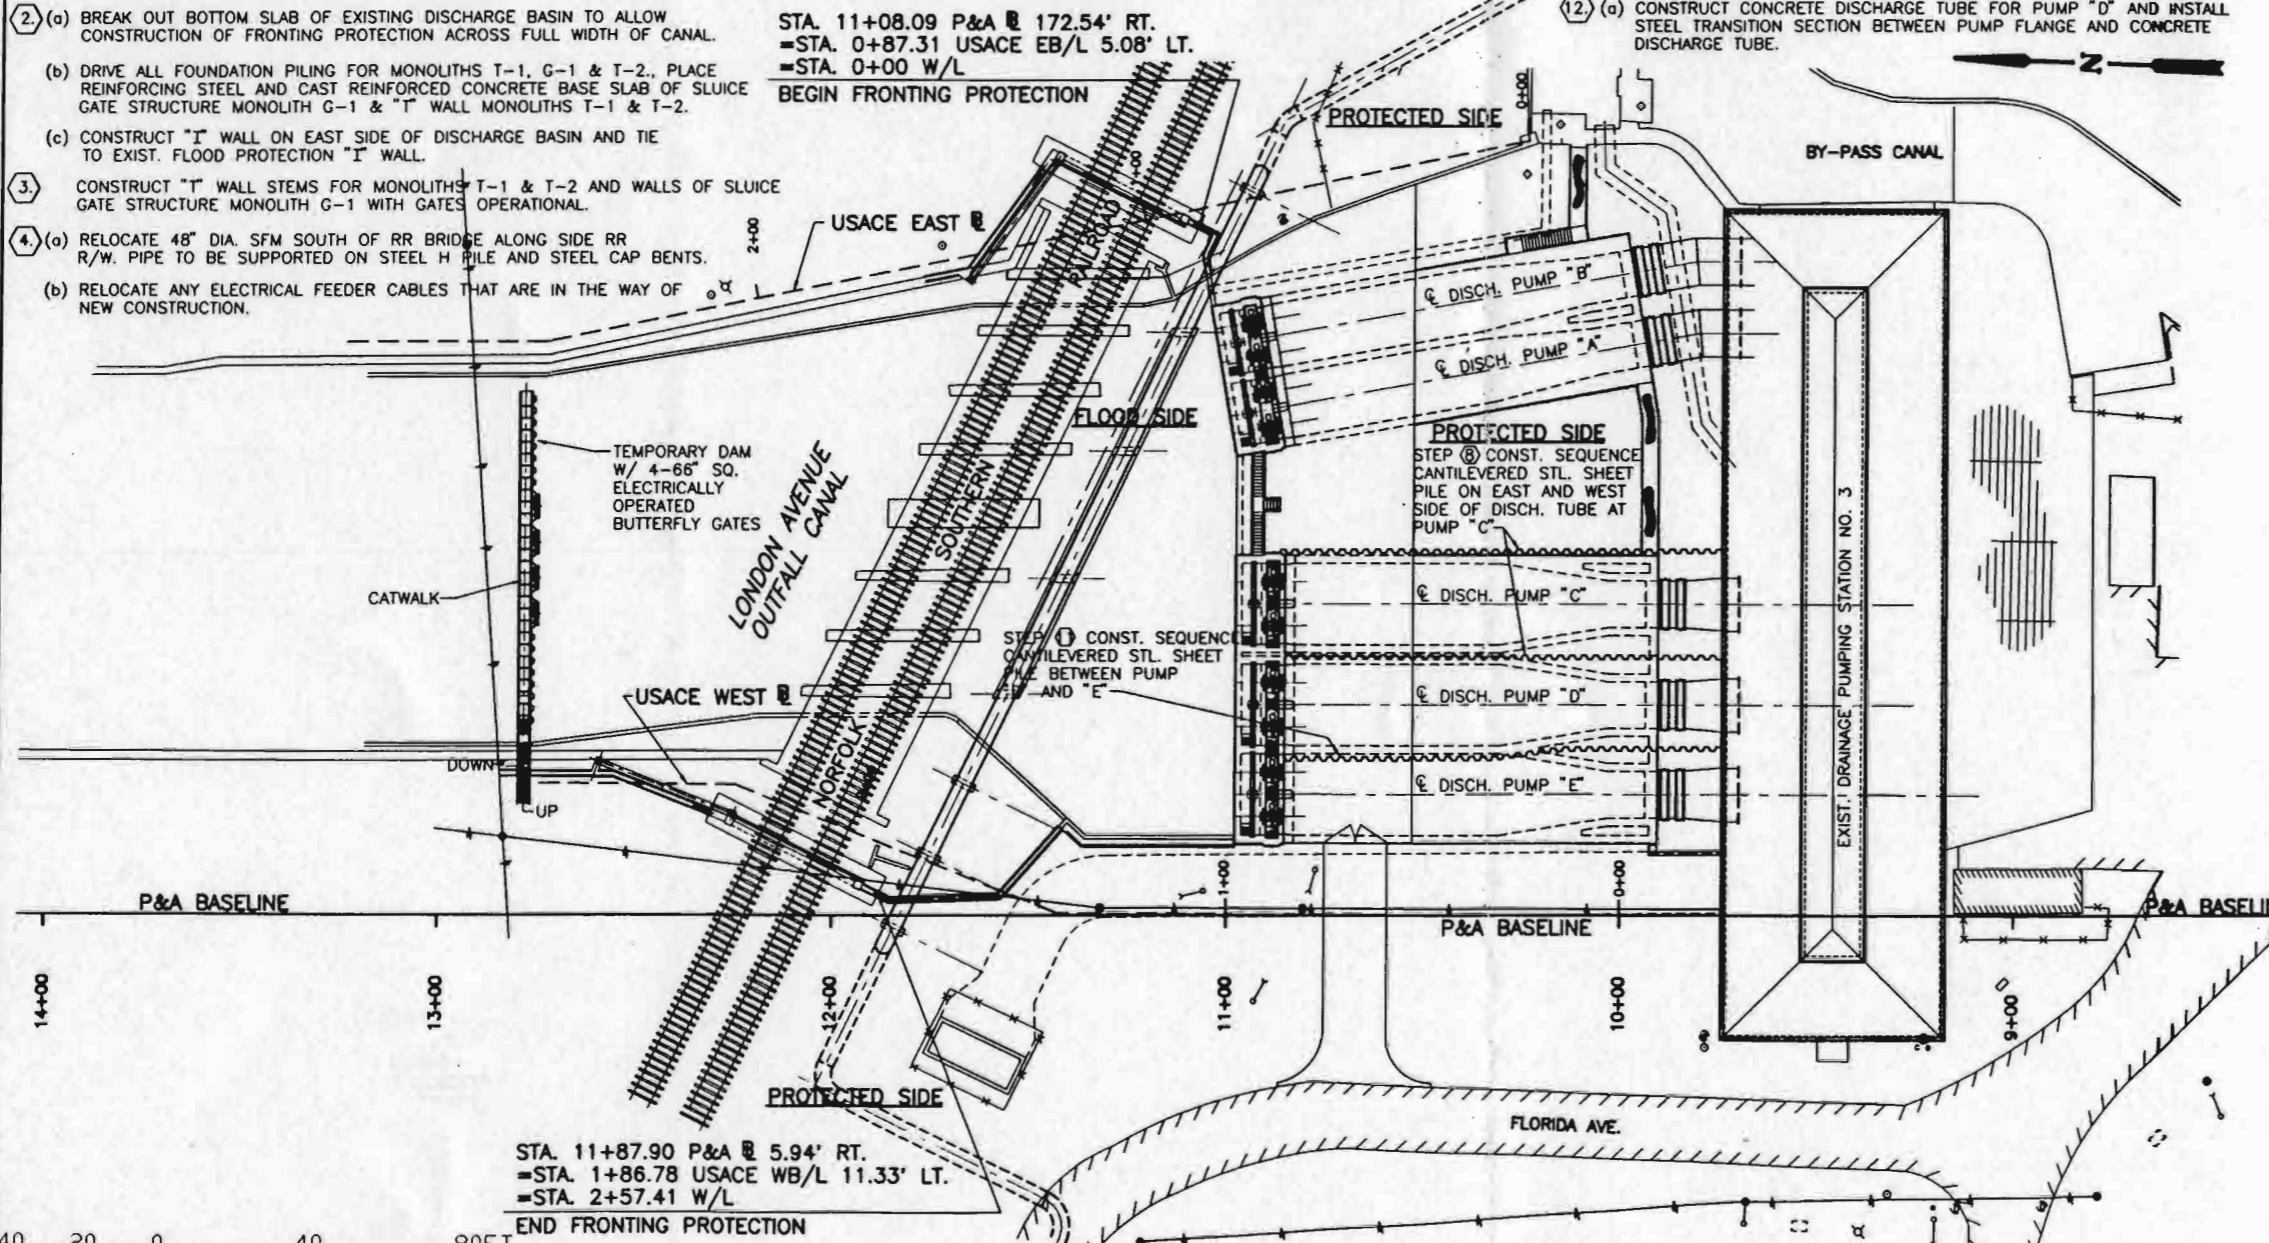 2. (a) BREAK OUT BOTTOM SLAB OF EXISTING DISCHARGE BASIN TO ALLOW
CONSTRUCTION OF FRONTING PROTECTION ACROSS FULL WIDTH OF CANAL.
(b) DRIVE ALL FOUNDATION PILING FOR MONOLITHS T-1, G-1 & T-2., PLACE
REINFORCING STEEL AND CAST REINFORCED CONCRETE BASE SLAB OF SLUICE
GATE STRUCTURE MONOLITH G-1 & "T" WALL MONOLITHS T-1 & T-2.
(c) CONSTRUCT "I" WALL ON EAST SIDE OF DISCHARGE BASIN AND TIE
TO EXIST. FLOOD PROTECTION "I" WALL.
3. CONSTRUCT "T" WALL STEMS FOR MONOLITHS T-1 & T-2 AND WALLS OF SLUICE
GATE STRUCTURE MONOLITH G-1 WITH GATES OPERATIONAL.
4. (a) RELOCATE 48" DIA. SFM SOUTH OF RR BRIDGE ALONG SIDE RR
R/W. PIPE TO BE SUPPORTED ON STEEL H PILE AND STEEL CAP BENTS.
(b) RELOCATE ANY ELECTRICAL FEEDER CABLES THAT ARE IN THE WAY OF
NEW CONSTRUCTION.
STA. 11+08.09 P&A ℄ 172.54' RT.
=STA. 0+87.31 USACE EB/L 5.08' LT.
=STA. 0+00 W/L
BEGIN FRONTING PROTECTION
12. (a) CONSTRUCT CONCRETE DISCHARGE TUBE FOR PUMP "D" AND INSTALL
STEEL TRANSITION SECTION BETWEEN PUMP FLANGE AND CONCRETE
DISCHARGE TUBE.
N
0+00
PROTECTED SIDE
BY-PASS CANAL
2+00
USACE EAST ℄
RAILROAD
℄ DISCH. PUMP "B"
℄ DISCH. PUMP "A"
FLOOD SIDE
TEMPORARY DAM
W/ 4-66" SQ.
ELECTRICALLY
OPERATED
BUTTERFLY GATES
LONDON AVENUE
OUTFALL CANAL
SOUTHERN
PROTECTED SIDE
STEP 8 CONST. SEQUENCE
CANTILEVERED STL. SHEET
PILE ON EAST AND WEST
SIDE OF DISCH. TUBE AT
PUMP "C"
EXIST. DRAINAGE PUMPING STATION NO. 3
CATWALK
℄ DISCH. PUMP "C"
STEP 11 CONST. SEQUENCE
CANTILEVERED STL. SHEET
PILE BETWEEN PUMP
AND "E"
USACE WEST ℄
℄ DISCH. PUMP "D"
NORFOLK
DOWN
UP
℄ DISCH. PUMP "E"
P&A BASELINE
P&A BASELINE
P&A BASELI
1+00
0+00
14+00
13+00
12+00
11+00
10+00
9+00
PROTECTED SIDE
FLORIDA AVE.
STA. 11+87.90 P&A ℄ 5.94' RT.
=STA. 1+86.78 USACE WB/L 11.33' LT.
=STA. 2+57.41 W/L
END FRONTING PROTECTION
40 20 0 40 80FT